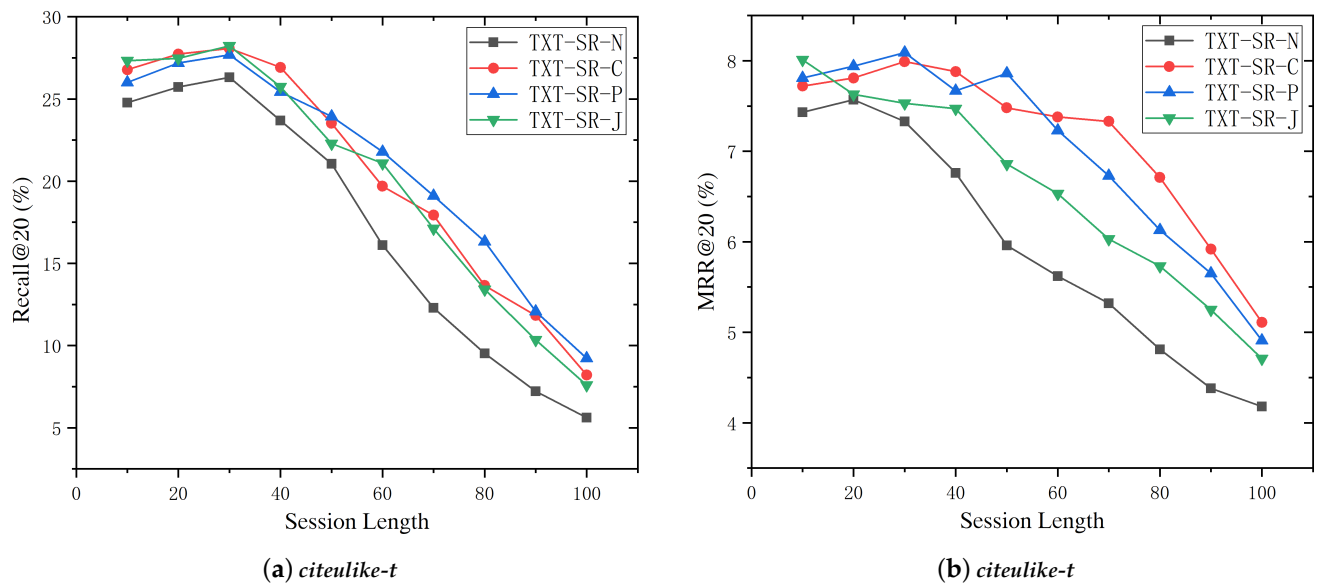 TXT-SR-N
TXT-SR-C
TXT-SR-P
TXT-SR-J
30
25
20
15
10
5
Recall@20 (%)
0 20 40 60 80 100
Session Length
(a) citeulike-t
TXT-SR-N
TXT-SR-C
TXT-SR-P
TXT-SR-J
8
7
6
5
4
MRR@20 (%)
0 20 40 60 80 100
Session Length
(b) citeulike-t